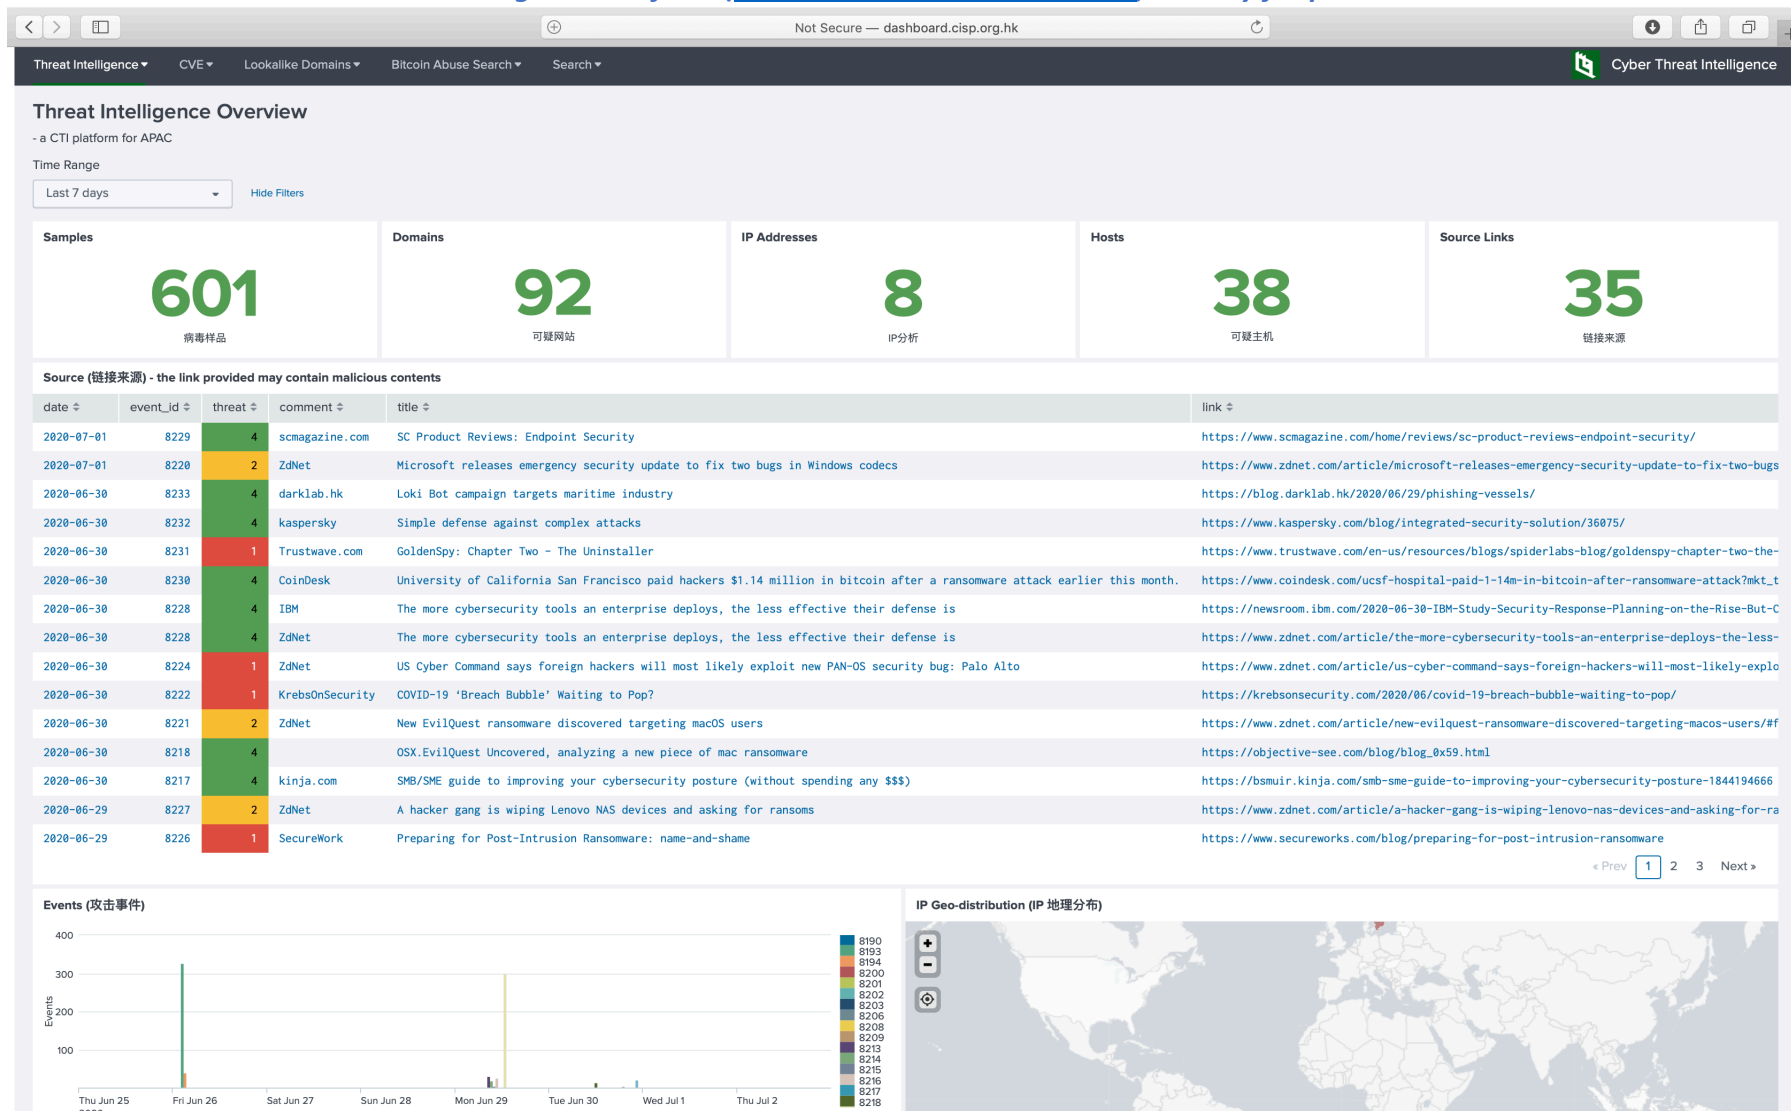 Not Secure — dashboard.cisp.org.hk
Threat Intelligence CVE Lookalike Domains Bitcoin Abuse Search Search Cyber Threat Intelligence
Threat Intelligence Overview
- a CTI platform for APAC
Time Range
Last 7 days Hide Filters
Samples Domains IP Addresses Hosts Source Links
601 92 8 38 35
病毒样品 可疑网站 IP分析 可疑主机 链接来源
Source (链接来源) - the link provided may contain malicious contents
date event_id threat comment title link
2020-07-01 8229 4 scmagazine.com SC Product Reviews: Endpoint Security https://www.scmagazine.com/home/reviews/sc-product-reviews-endpoint-security/
2020-07-01 8220 2 ZdNet Microsoft releases emergency security update to fix two bugs in Windows codecs https://www.zdnet.com/article/microsoft-releases-emergency-security-update-to-fix-two-bugs
2020-06-30 8233 4 darklab.hk Loki Bot campaign targets maritime industry https://blog.darklab.hk/2020/06/29/phishing-vessels/
2020-06-30 8232 4 kaspersky Simple defense against complex attacks https://www.kaspersky.com/blog/integrated-security-solution/36075/
2020-06-30 8231 1 Trustwave.com GoldenSpy: Chapter Two – The Uninstaller https://www.trustwave.com/en-us/resources/blogs/spiderlabs-blog/goldenspy-chapter-two-the-
2020-06-30 8230 4 CoinDesk University of California San Francisco paid hackers $1.14 million in bitcoin after a ransomware attack earlier this month. https://www.coindesk.com/ucsf-hospital-paid-1-14m-in-bitcoin-after-ransomware-attack?mkt_t
2020-06-30 8228 4 IBM The more cybersecurity tools an enterprise deploys, the less effective their defense is https://newsroom.ibm.com/2020-06-30-IBM-Study-Security-Response-Planning-on-the-Rise-But-C
2020-06-30 8228 4 ZdNet The more cybersecurity tools an enterprise deploys, the less effective their defense is https://www.zdnet.com/article/the-more-cybersecurity-tools-an-enterprise-deploys-the-less-
2020-06-30 8224 1 ZdNet US Cyber Command says foreign hackers will most likely exploit new PAN-OS security bug: Palo Alto https://www.zdnet.com/article/us-cyber-command-says-foreign-hackers-will-most-likely-explo
2020-06-30 8222 1 KrebsOnSecurity COVID-19 ‘Breach Bubble’ Waiting to Pop? https://krebsonsecurity.com/2020/06/covid-19-breach-bubble-waiting-to-pop/
2020-06-30 8221 2 ZdNet New EvilQuest ransomware discovered targeting macOS users https://www.zdnet.com/article/new-evilquest-ransomware-discovered-targeting-macos-users/#f
2020-06-30 8218 4 OSX.EvilQuest Uncovered, analyzing a new piece of mac ransomware https://objective-see.com/blog/blog_0x59.html
2020-06-30 8217 4 kinja.com SMB/SME guide to improving your cybersecurity posture (without spending any $$$) https://bsmuir.kinja.com/smb-sme-guide-to-improving-your-cybersecurity-posture-1844194666
2020-06-29 8227 2 ZdNet A hacker gang is wiping Lenovo NAS devices and asking for ransoms https://www.zdnet.com/article/a-hacker-gang-is-wiping-lenovo-nas-devices-and-asking-for-ra
2020-06-29 8226 1 SecureWork Preparing for Post-Intrusion Ransomware: name-and-shame https://www.secureworks.com/blog/preparing-for-post-intrusion-ransomware
« Prev 1 2 3 Next »
Events (攻击事件) IP Geo-distribution (IP 地理分布)
400
300
200
100
Events
Thu Jun 25 Fri Jun 26 Sat Jun 27 Sun Jun 28 Mon Jun 29 Tue Jun 30 Wed Jul 1 Thu Jul 2
8190
8193
8194
8200
8201
8202
8203
8206
8208
8209
8213
8214
8215
8216
8217
8218